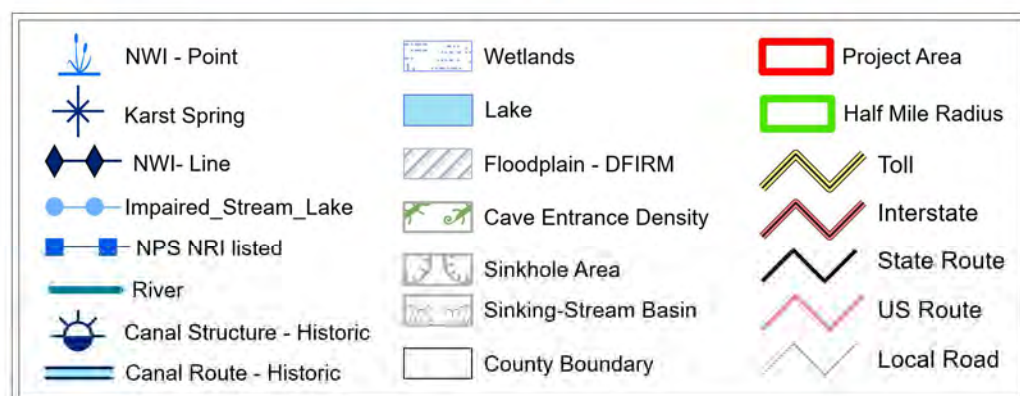 NWI - Point
Karst Spring
NWI- Line
Impaired_Stream_Lake
NPS NRI listed
River
Canal Structure - Historic
Canal Route - Historic
Wetlands
Lake
Floodplain - DFIRM
Cave Entrance Density
Sinkhole Area
Sinking-Stream Basin
County Boundary
Project Area
Half Mile Radius
Toll
Interstate
State Route
US Route
Local Road